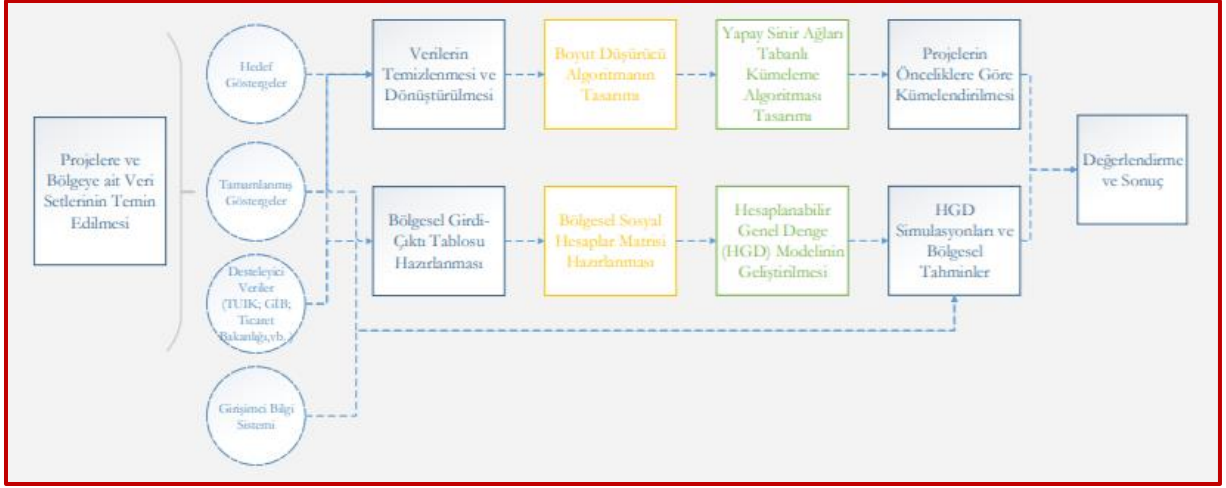 Projelere ve
Bölgeye ait Veri
Setlerinin Temin
Edilmesi
Hedef
Göstergeler
Tamamlanmış
Göstergeler
Desteleyici
Veriler
(TUIK; GİB;
Ticaret
Bakanlığı,vb..)
Girişimci Bilgi
Sistemi
Verilerin
Temizlenmesi ve
Dönüştürülmesi
Boyut Düşürücü
Algoritmanın
Tasarımı
Yapay Sinir Ağları
Tabanlı
Kümeleme
Algoritması
Tasarımı
Projelerin
Önceliklere Göre
Kümelendirilmesi
Bölgesel Girdi-
Çıktı Tablosu
Hazırlanması
Bölgesel Sosyal
Hesaplar Matrisi
Hazırlanması
Hesaplanabilir
Genel Denge
(HGD) Modelinin
Geliştirilmesi
HGD
Simulasyonları ve
Bölgesel
Tahminler
Değerlendirme
ve Sonuç